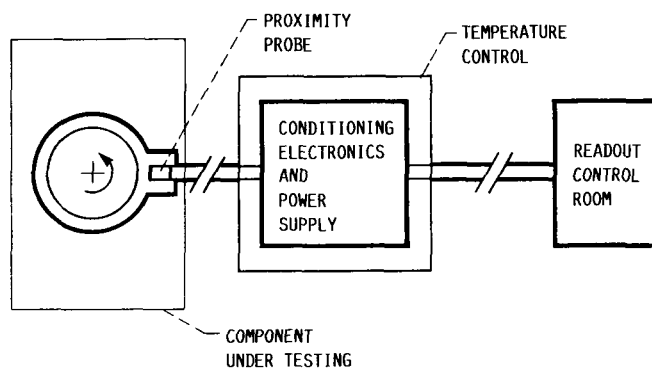 PROXIMITY
PROBE
TEMPERATURE
CONTROL
CONDITIONING
ELECTRONICS
AND
POWER
SUPPLY
READOUT
CONTROL
ROOM
COMPONENT
UNDER TESTING